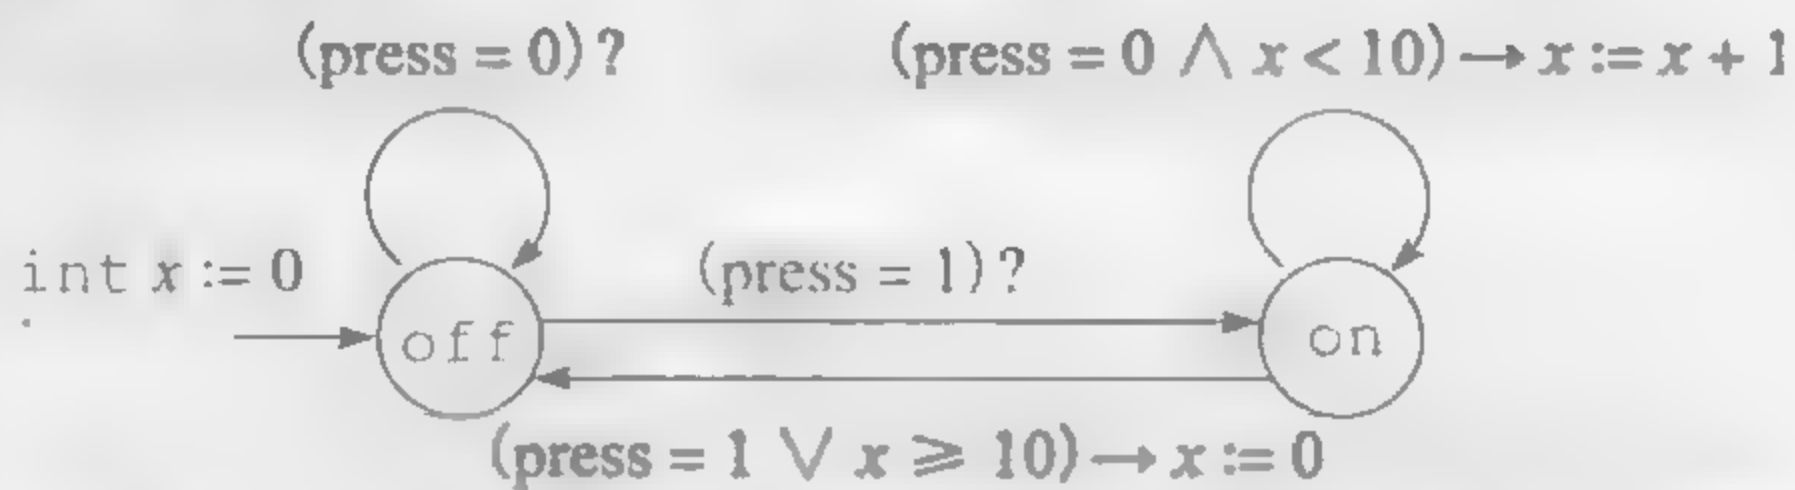 (press = 0)?
(press = 0 ∧ x < 10) → x := x + 1
int x := 0
(press = 1)?
off
on
(press = 1 ∨ x ⩾ 10) → x := 0